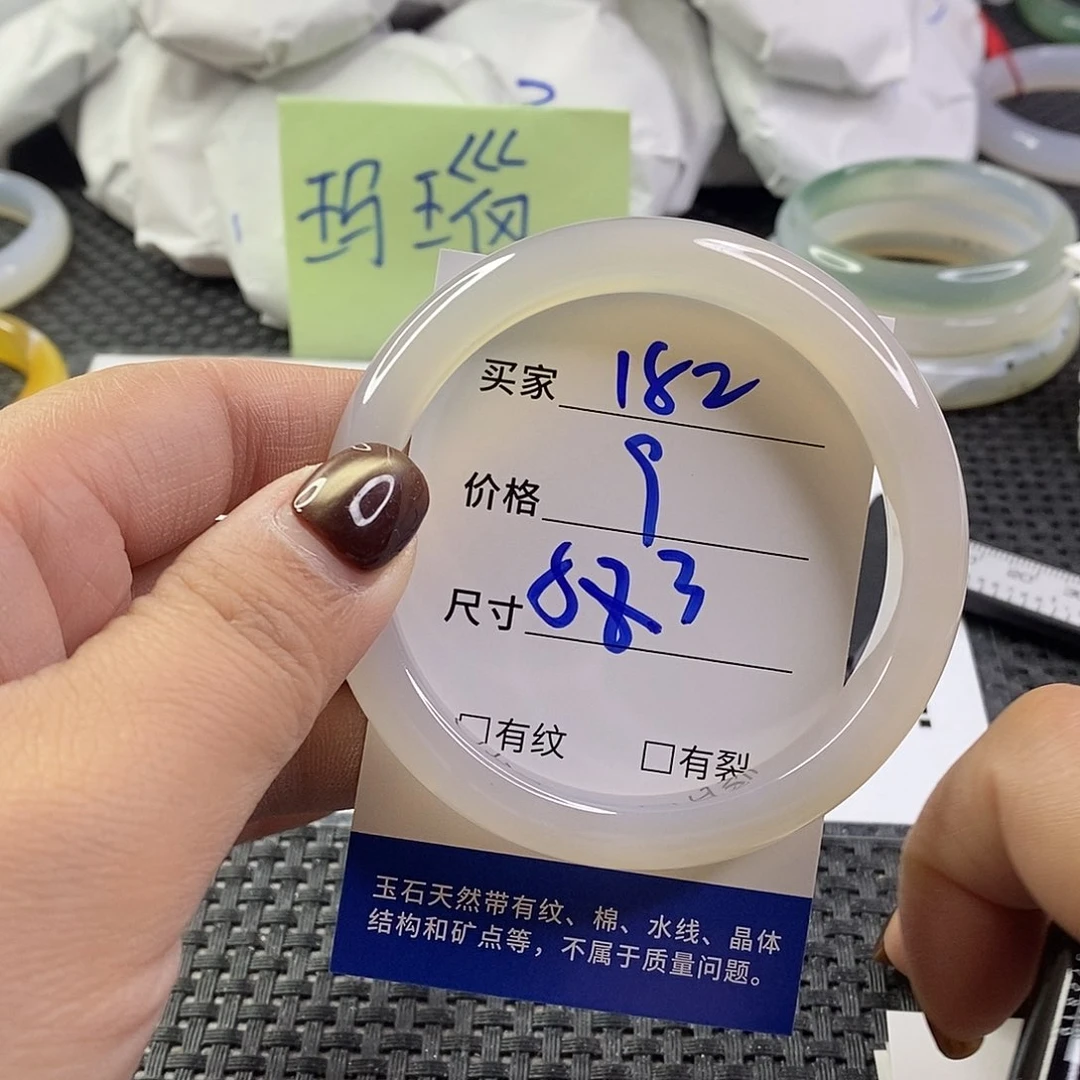 玛瑙
买家 182
价格 9
尺寸
□有纹 □有裂
玉石天然带有纹、棉、水线、晶体
结构和矿点等，不属于质量问题。